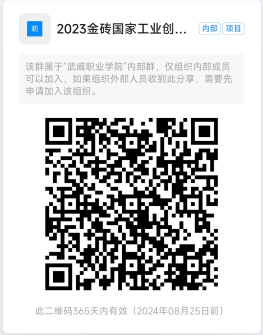 前
2023金砖国家工业创... 内部 项目
该群属于“武威职业学院”内部群，仅组织内部成员
可以加入，如果组织外部人员收到此分享，需要先
申请加入该组织。
此二维码365天内有效（2024年08月25日前）